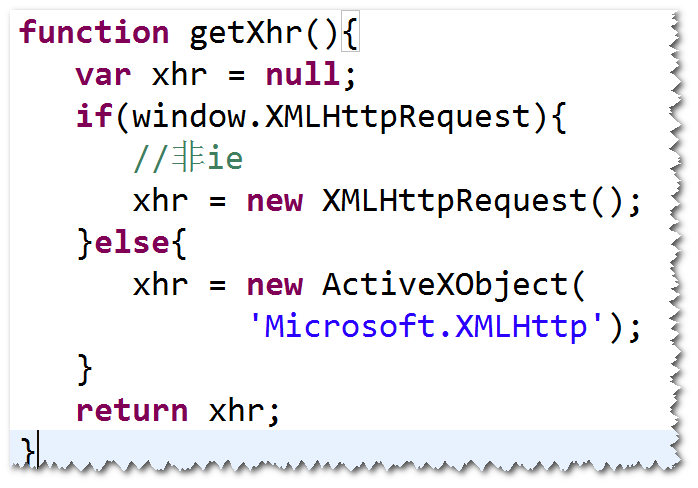 function getXhr(){
var xhr = null;
if(window.XMLHttpRequest){
//非ie
xhr = new XMLHttpRequest();
}else{
xhr = new ActiveXObject(
'Microsoft.XMLHttp');
}
return xhr;
}